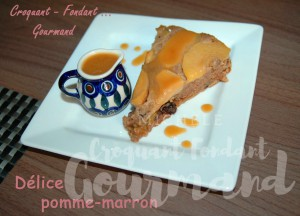 Croquant - Fondant ...
Gourmand
Croquant Fondant
Gourmand
Délice
pomme-marron